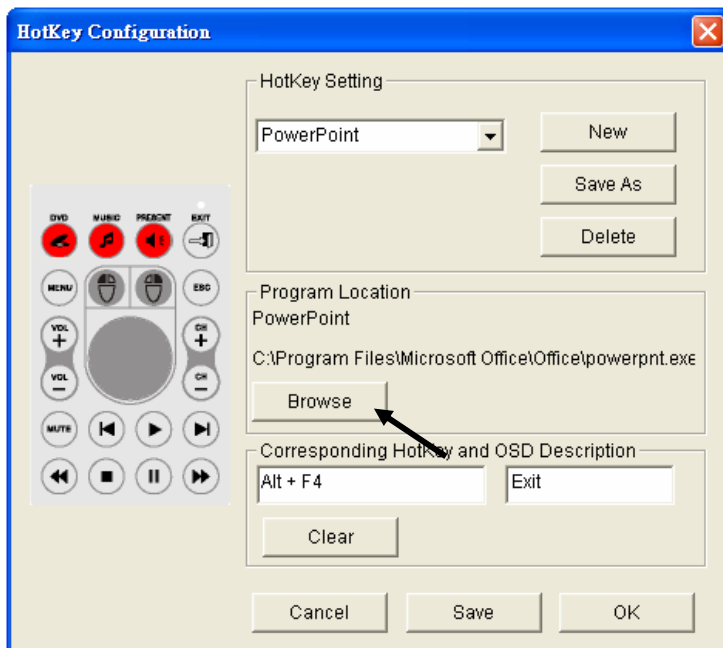 HotKey Configuration
HotKey Setting
PowerPoint
New
Save As
Delete
DVD MUSIC PRESENT EXIT
MENU ESC
VOL + CH +
VOL - CH -
MUTE
Program Location
PowerPoint
C:\Program Files\Microsoft Office\Office\powerpnt.exe
Browse
Corresponding HotKey and OSD Description
Alt + F4 Exit
Clear
Cancel Save OK